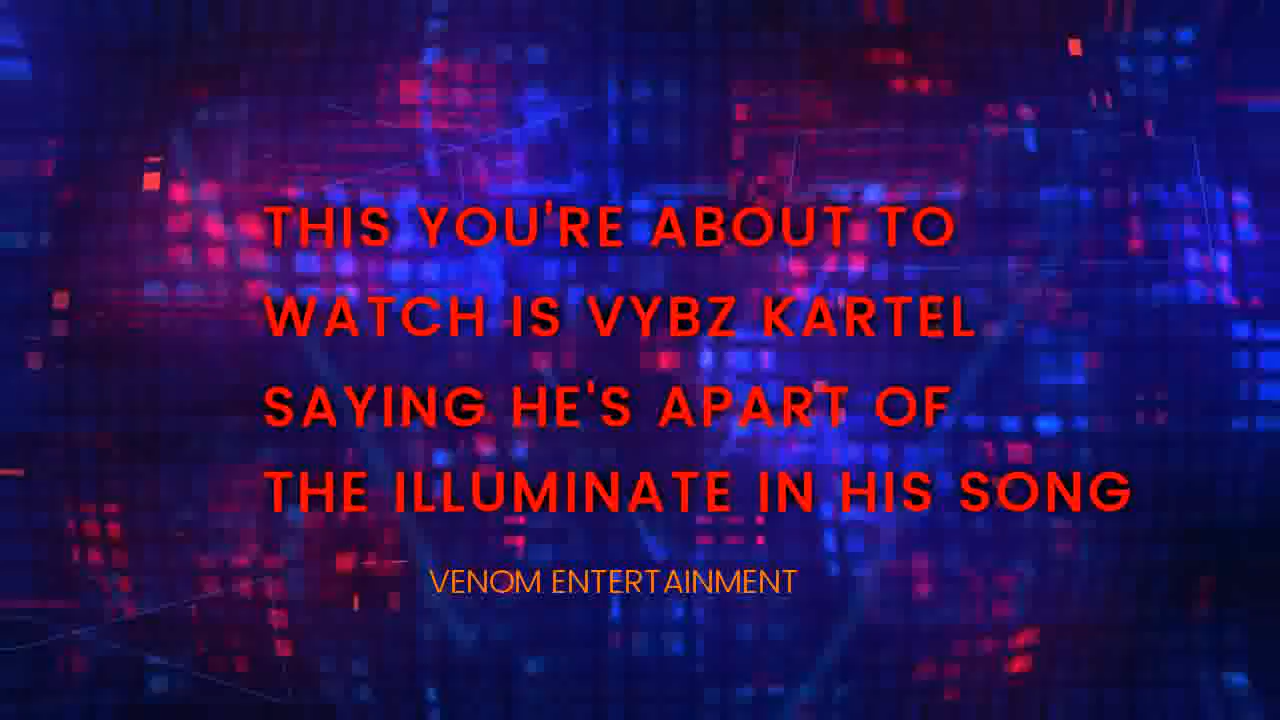 THIS YOU'RE ABOUT TO
WATCH IS VYBZ KARTEL
SAYING HE'S APART OF
THE ILLUMINATE IN HIS SONG
VENOM ENTERTAINMENT